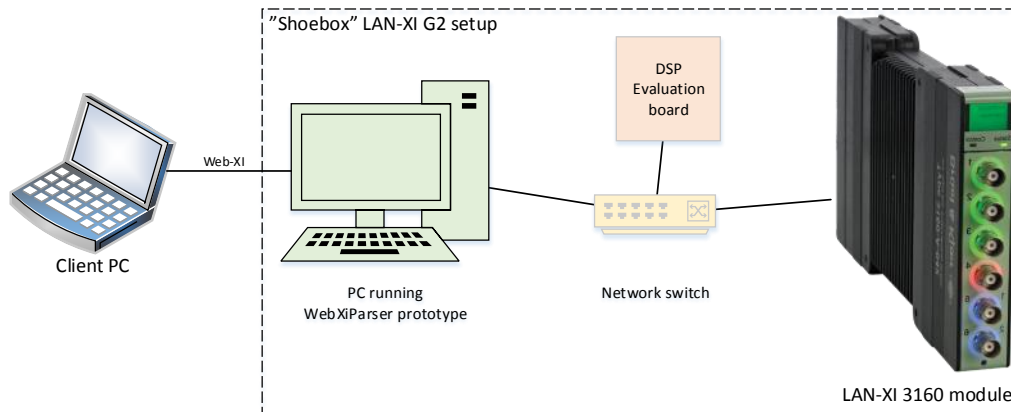 ”Shoebox” LAN-XI G2 setup
DSP
Evaluation
board
Web-XI
Client PC
PC running
WebXiParser prototype
Network switch
LAN-XI 3160 module